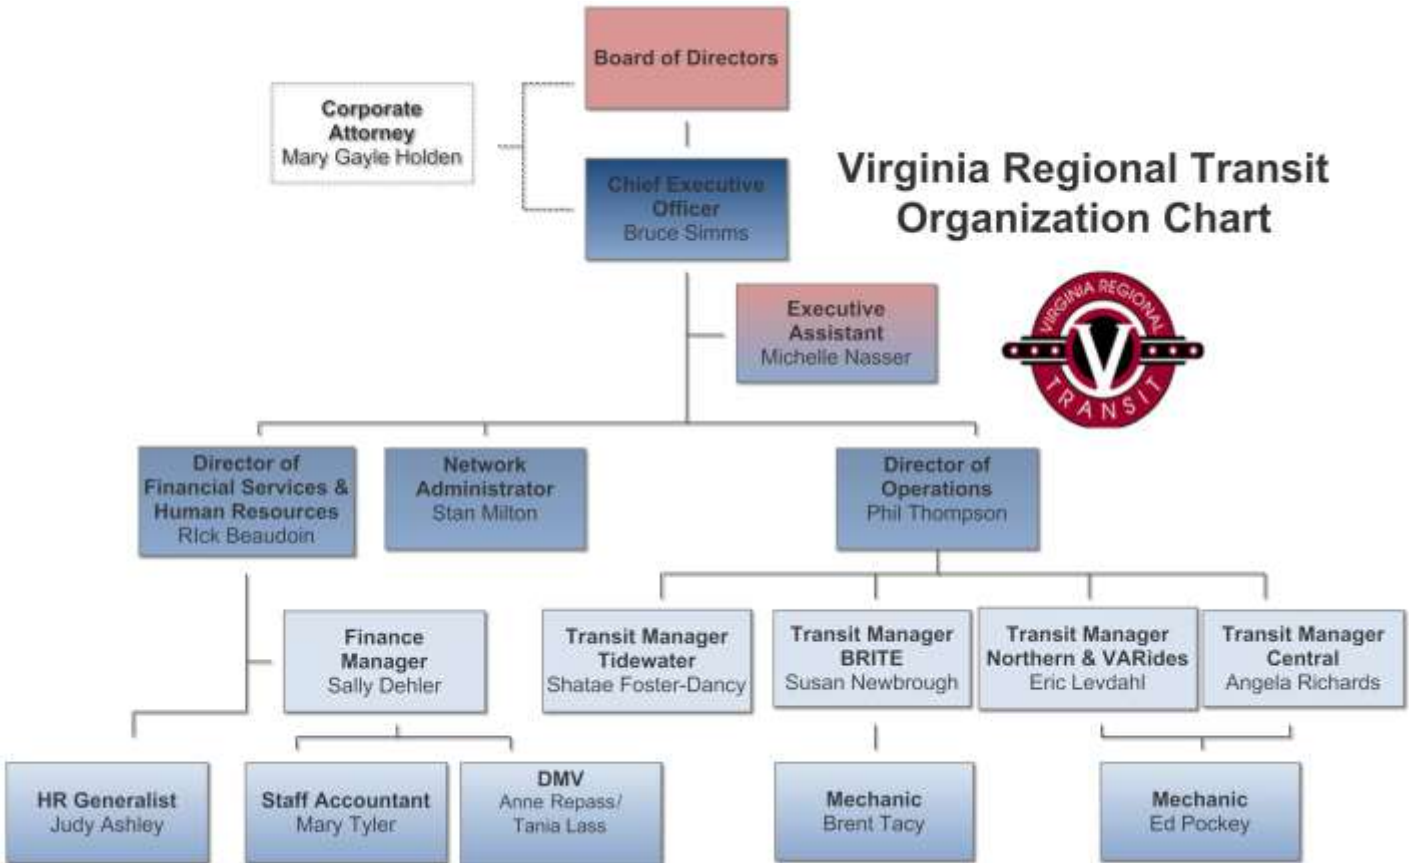 Board of Directors
Corporate
Attorney
Mary Gayle Holden
Chief Executive
Officer
Bruce Simms
Virginia Regional Transit
Organization Chart
Executive
Assistant
Michelle Nasser
VIRGINIA REGIONAL
V
TRANSIT
Director of
Financial Services &
Human Resources
RIck Beaudoin
Network
Administrator
Stan Milton
Director of
Operations
Phil Thompson
Finance
Manager
Sally Dehler
Transit Manager
Tidewater
Shatae Foster-Dancy
Transit Manager
BRITE
Susan Newbrough
Transit Manager
Northern & VARides
Eric Levdahl
Transit Manager
Central
Angela Richards
HR Generalist
Judy Ashley
Staff Accountant
Mary Tyler
DMV
Anne Repass/
Tania Lass
Mechanic
Brent Tacy
Mechanic
Ed Pockey